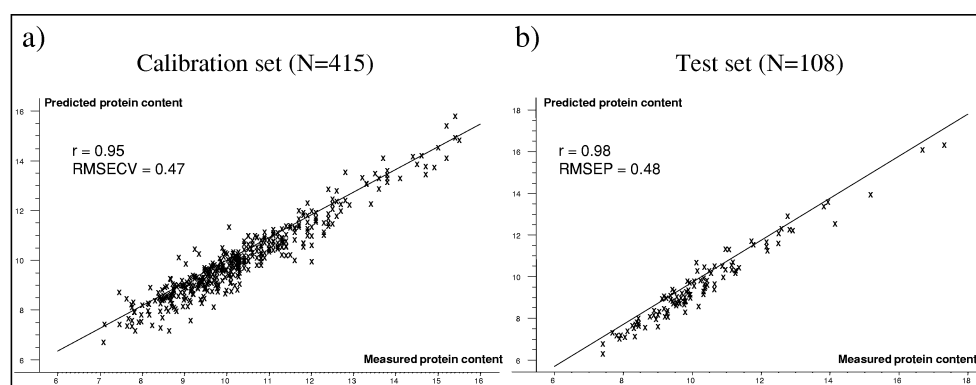 a)
Calibration set (N=415)
Predicted protein content
r = 0.95
RMSECV = 0.47
16
14
12
10
8
6
Measured protein content
6 7 8 9 10 11 12 13 14 15 16
b)
Test set (N=108)
Predicted protein content
r = 0.98
RMSEP = 0.48
18
16
14
12
10
8
6
Measured protein content
6 8 10 12 14 16 18